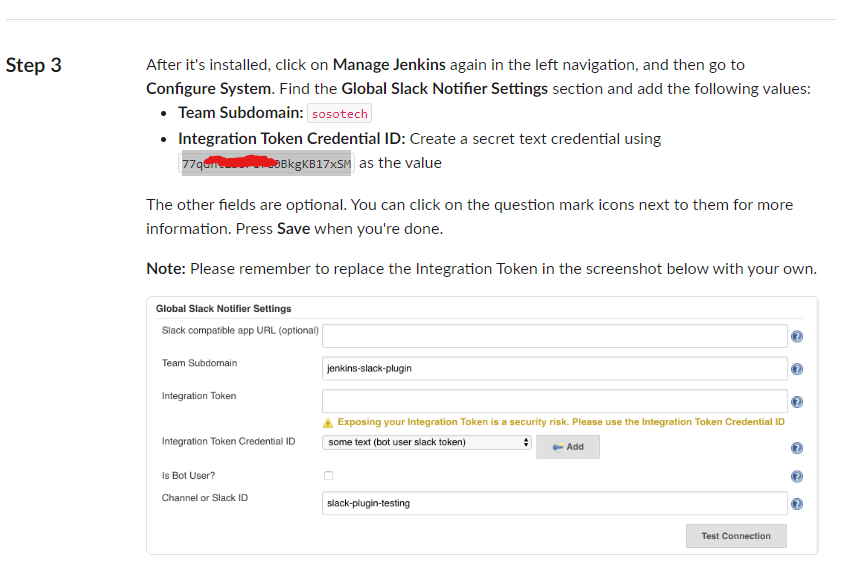 Step 3
After it's installed, click on Manage Jenkins again in the left navigation, and then go to
Configure System. Find the Global Slack Notifier Settings section and add the following values:
• Team Subdomain: sosotech
• Integration Token Credential ID: Create a secret text credential using
BkgKB17xSM as the value
The other fields are optional. You can click on the question mark icons next to them for more
information. Press Save when you're done.
Note: Please remember to replace the Integration Token in the screenshot below with your own.
Global Slack Notifier Settings
Slack compatible app URL (optional)
Team Subdomain
jenkins-slack-plugin
Integration Token
Exposing your Integration Token is a security risk. Please use the Integration Token Credential ID
Integration Token Credential ID
some text (bot user slack token)
Add
Is Bot User?
Channel or Slack ID
slack-plugin-testing
Test Connection